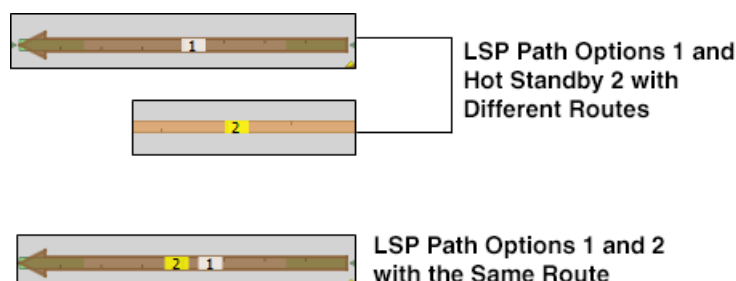 1
LSP Path Options 1 and
Hot Standby 2 with
Different Routes
2
2 1
LSP Path Options 1 and 2
with the Same Route